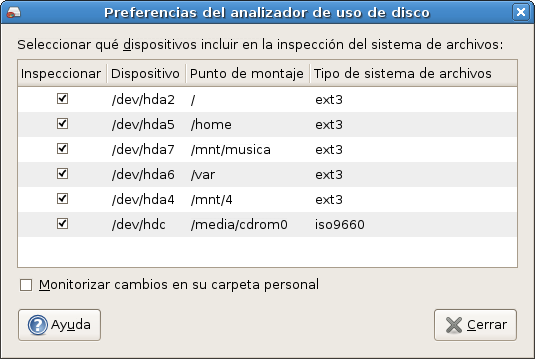 Preferencias del analizador de uso de disco
Seleccionar qué dispositivos incluir en la inspección del sistema de archivos:
Inspeccionar Dispositivo Punto de montaje Tipo de sistema de archivos
/dev/hda2 / ext3
/dev/hda5 /home ext3
/dev/hda7 /mnt/musica ext3
/dev/hda6 /var ext3
/dev/hda4 /mnt/4 ext3
/dev/hdc /media/cdrom0 iso9660
Monitorizar cambios en su carpeta personal
Ayuda Cerrar